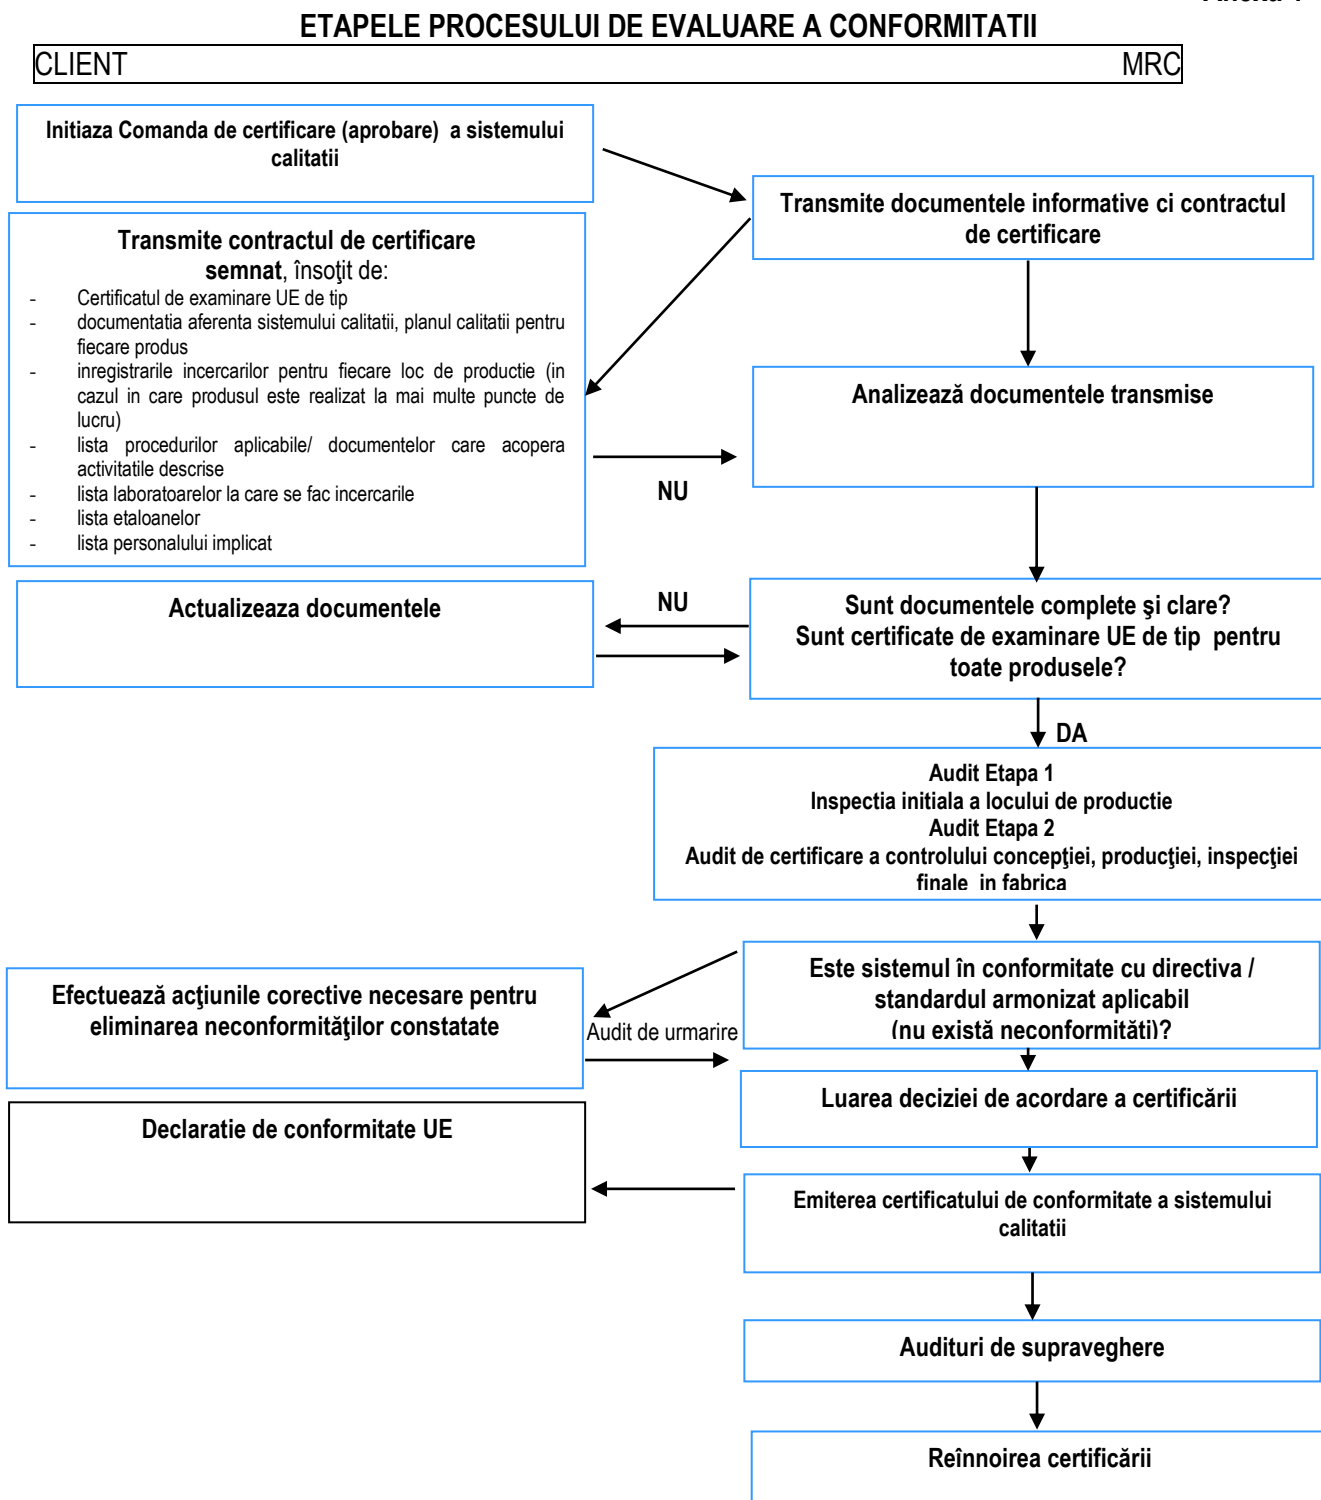 ETAPELE PROCESULUI DE EVALUARE A CONFORMITATII
CLIENT MRC
Initiaza Comanda de certificare (aprobare) a sistemului
calitatii
Transmite documentele informative ci contractul
de certificare
Transmite contractul de certificare
semnat, însoţit de:
- Certificatul de examinare UE de tip
- documentatia aferenta sistemului calitatii, planul calitatii pentru
fiecare produs
- inregistrarile incercarilor pentru fiecare loc de productie (in
cazul in care produsul este realizat la mai multe puncte de
lucru)
- lista procedurilor aplicabile/ documentelor care acopera
activitatile descrise
- lista laboratoarelor la care se fac incercarile
- lista etaloanelor
- lista personalului implicat
Analizează documentele transmise
NU
Actualizeaza documentele
NU
Sunt documentele complete şi clare?
Sunt certificate de examinare UE de tip pentru
toate produsele?
DA
Audit Etapa 1
Inspectia initiala a locului de productie
Audit Etapa 2
Audit de certificare a controlului concepţiei, producţiei, inspecţiei
finale in fabrica
Este sistemul în conformitate cu directiva /
standardul armonizat aplicabil
(nu există neconformităti)?
Efectuează acţiunile corective necesare pentru
eliminarea neconformităţilor constatate
Audit de urmarire
Luarea deciziei de acordare a certificării
Declaratie de conformitate UE
Emiterea certificatului de conformitate a sistemului
calitatii
Audituri de supraveghere
Reînnoirea certificării